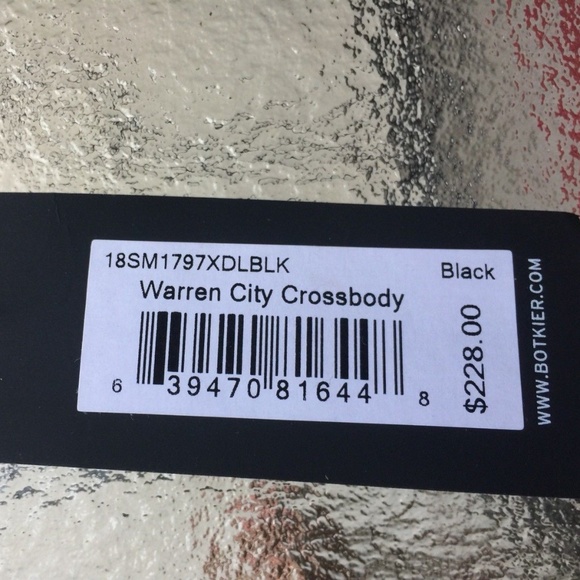 18SM1797XDLBLK Black
Warren City Crossbody
6 39470 81644 8
$228.00
WWW.BOTKIER.COM